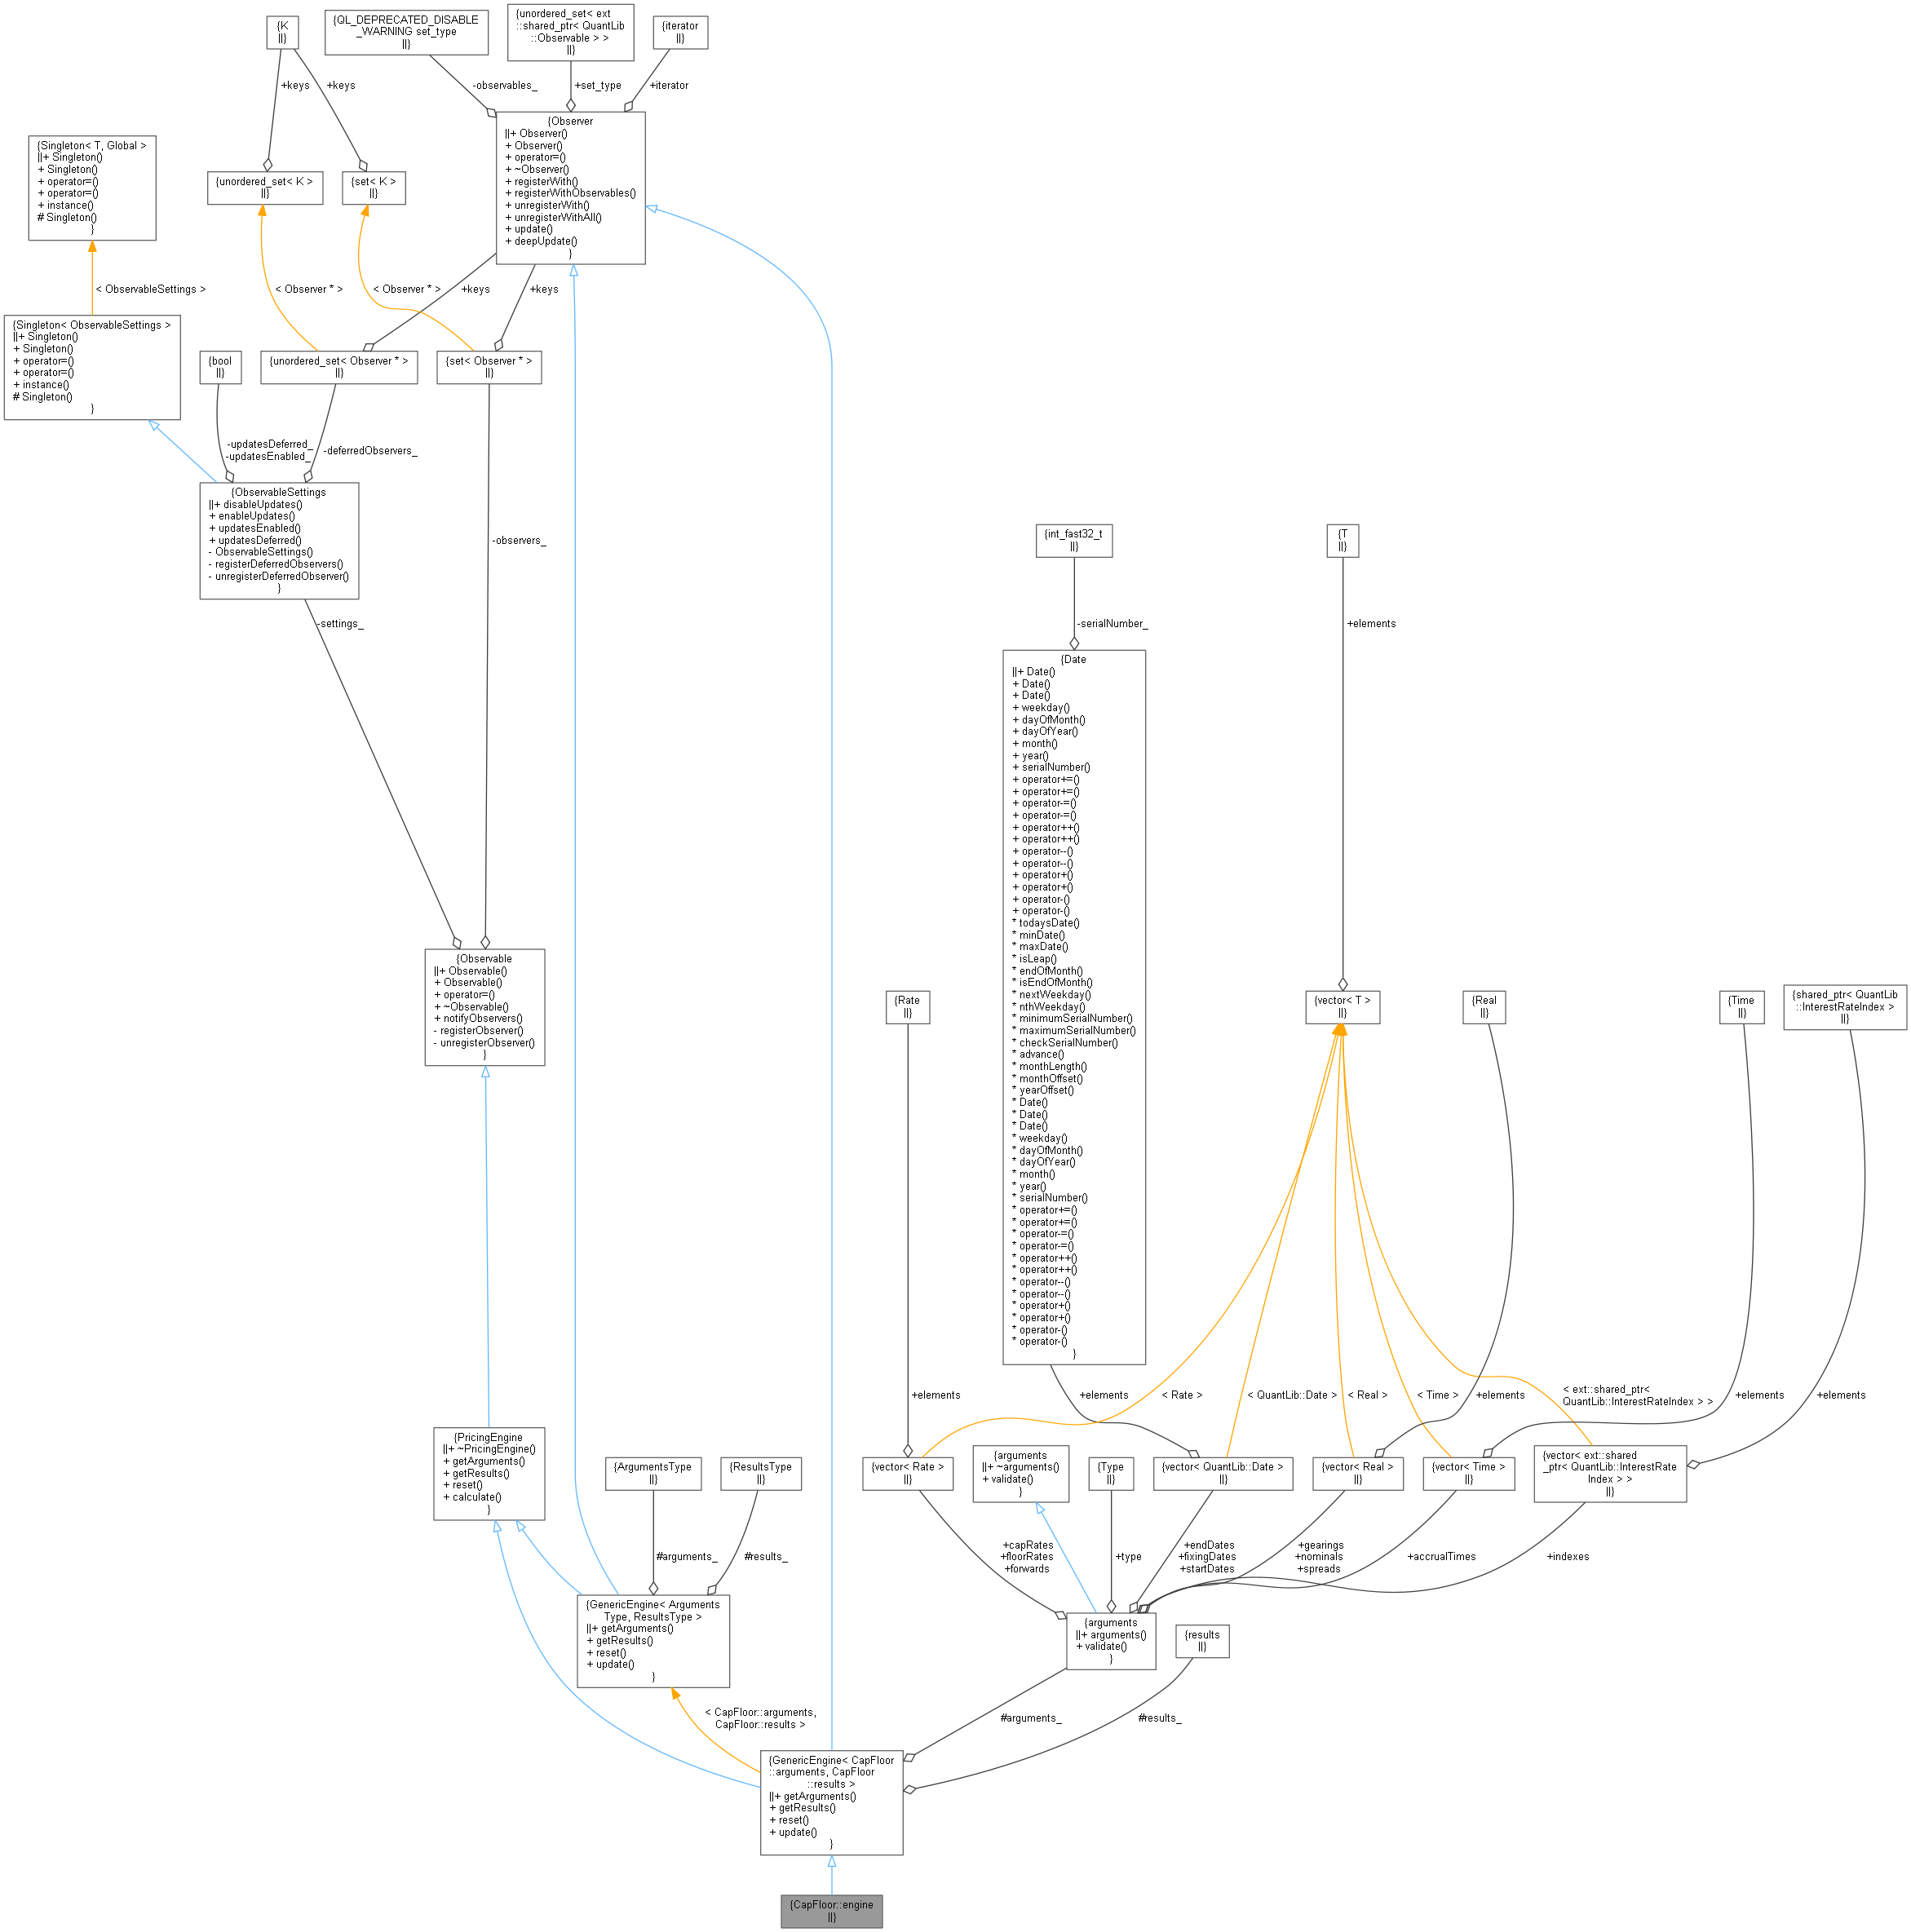 {K
||}
{QL_DEPRECATED_DISABLE
_WARNING set_type
||}
{unordered_set< ext
::shared_ptr< QuantLib
::Observable > >
||}
{iterator
||}
+keys
+keys
-observables_
+set_type
+iterator
{Singleton< T, Global >
||+ Singleton()
+ Singleton()
+ operator=()
+ operator=()
+ instance()
# Singleton()
}
{unordered_set< K >
||}
{set< K >
||}
{Observer
||+ Observer()
+ Observer()
+ operator=()
+ ~Observer()
+ registerWith()
+ registerWithObservables()
+ unregisterWith()
+ unregisterWithAll()
+ update()
+ deepUpdate()
}
< ObservableSettings >
< Observer * >
< Observer * >
+keys
+keys
{Singleton< ObservableSettings >
||+ Singleton()
+ Singleton()
+ operator=()
+ operator=()
+ instance()
# Singleton()
}
{bool
||}
{unordered_set< Observer * >
||}
{set< Observer * >
||}
-updatesDeferred_
-updatesEnabled_
-deferredObservers_
{ObservableSettings
||+ disableUpdates()
+ enableUpdates()
+ updatesEnabled()
+ updatesDeferred()
- ObservableSettings()
- registerDeferredObservers()
- unregisterDeferredObserver()
}
-observers_
{int_fast32_t
||}
{T
||}
-settings_
-serialNumber_
+elements
{Date
||+ Date()
+ Date()
+ Date()
+ weekday()
+ dayOfMonth()
+ dayOfYear()
+ month()
+ year()
+ serialNumber()
+ operator+=()
+ operator+=()
+ operator-=()
+ operator-=()
+ operator++()
+ operator++()
+ operator--()
+ operator--()
+ operator+()
+ operator+()
+ operator-()
+ operator-()
* todaysDate()
* minDate()
* maxDate()
* isLeap()
* endOfMonth()
* isEndOfMonth()
* nextWeekday()
* nthWeekday()
* minimumSerialNumber()
* maximumSerialNumber()
* checkSerialNumber()
* advance()
* monthLength()
* monthOffset()
* yearOffset()
* Date()
* Date()
* Date()
* weekday()
* dayOfMonth()
* dayOfYear()
* month()
* year()
* serialNumber()
* operator+=()
* operator+=()
* operator-=()
* operator-=()
* operator++()
* operator++()
* operator--()
* operator--()
* operator+()
* operator+()
* operator-()
* operator-()
}
{Observable
||+ Observable()
+ Observable()
+ operator=()
+ ~Observable()
+ notifyObservers()
- registerObserver()
- unregisterObserver()
}
{Rate
||}
{vector< T >
||}
{Real
||}
{Time
||}
{shared_ptr< QuantLib
::InterestRateIndex >
||}
+elements
+elements
< Rate >
< QuantLib::Date >
< Real >
< Time >
+elements
< ext::shared_ptr<
QuantLib::InterestRateIndex > >
+elements
+elements
{PricingEngine
||+ ~PricingEngine()
+ getArguments()
+ getResults()
+ reset()
+ calculate()
}
{ArgumentsType
||}
{ResultsType
||}
{vector< Rate >
||}
{arguments
||+ ~arguments()
+ validate()
}
{Type
||}
{vector< QuantLib::Date >
||}
{vector< Real >
||}
{vector< Time >
||}
{vector< ext::shared
_ptr< QuantLib::InterestRate
Index > >
||}
#arguments_
#results_
+capRates
+floorRates
+forwards
+type
+endDates
+fixingDates
+startDates
+gearings
+nominals
+spreads
+accrualTimes
+indexes
{GenericEngine< Arguments
Type, ResultsType >
||+ getArguments()
+ getResults()
+ reset()
+ update()
}
{arguments
||+ arguments()
+ validate()
}
{results
||}
< CapFloor::arguments,
CapFloor::results >
#arguments_
#results_
{GenericEngine< CapFloor
::arguments, CapFloor
::results >
||+ getArguments()
+ getResults()
+ reset()
+ update()
}
{CapFloor::engine
||}